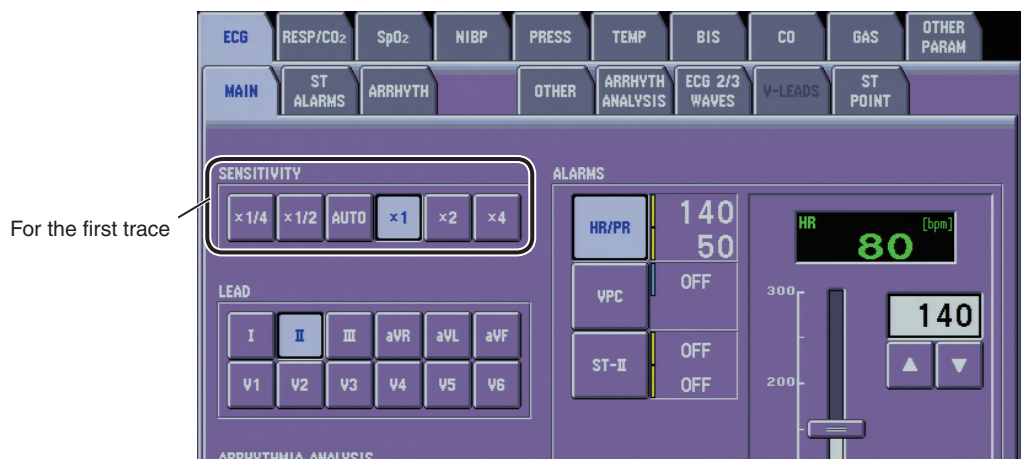 ECG RESP/CO2 SpO2 NIBP PRESS TEMP BIS CO GAS OTHER PARAM
MAIN ST ALARMS ARRHYTH OTHER ARRHYTH ANALYSIS ECG 2/3 WAVES V-LEADS ST POINT
SENSITIVITY
×1/4 ×1/2 AUTO ×1 ×2 ×4
For the first trace
LEAD
I II III aVR aVL aVF
V1 V2 V3 V4 V5 V6
ARRHYTHMIA ANALYSIS
ALARMS
HR/PR 140
50
VPC OFF
ST-II OFF
OFF
HR 80 [bpm]
300
200
140
▲ ▼